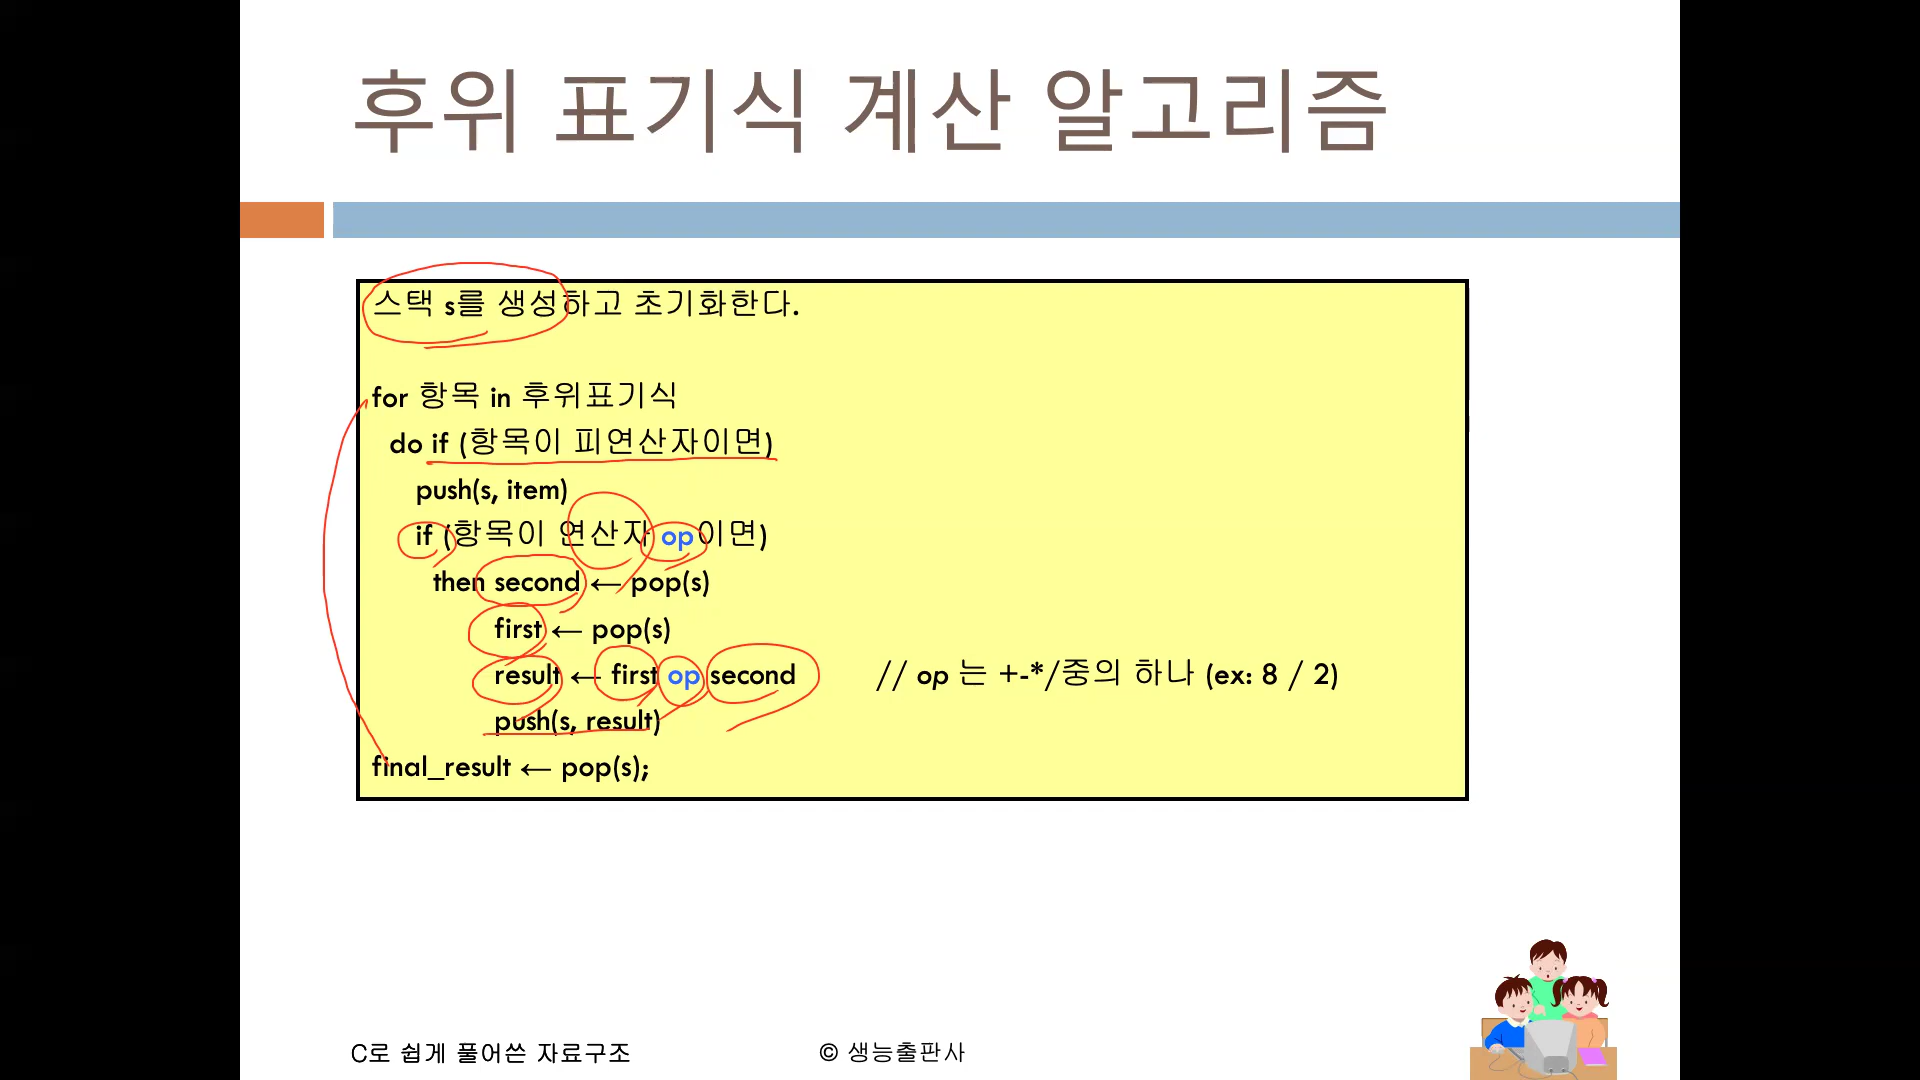 후위 표기식 계산 알고리즘
스택 s를 생성하고 초기화한다.
for 항목 in 후위표기식
do if (항목이 피연산자이면)
push(s, item)
if (항목이 연산자 op이면)
then second ← pop(s)
first ← pop(s)
result ← first op second // op 는 +-*/중의 하나 (ex: 8 / 2)
push(s, result)
final_result ← pop(s);
C로 쉽게 풀어쓴 자료구조 © 생능출판사